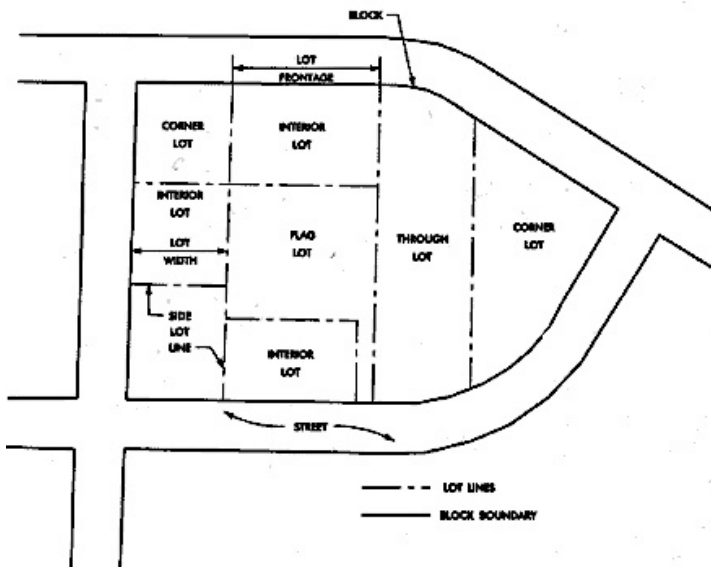 BLOCK
LOT
FRONTAGE
CORNER
LOT
INTERIOR
LOT
INTERIOR
LOT
LOT
WIDTH
FLAG
LOT
THROUGH
LOT
CORNER
LOT
SIDE
LOT
LINE
INTERIOR
LOT
STREET
LOT LINES
BLOCK BOUNDARY